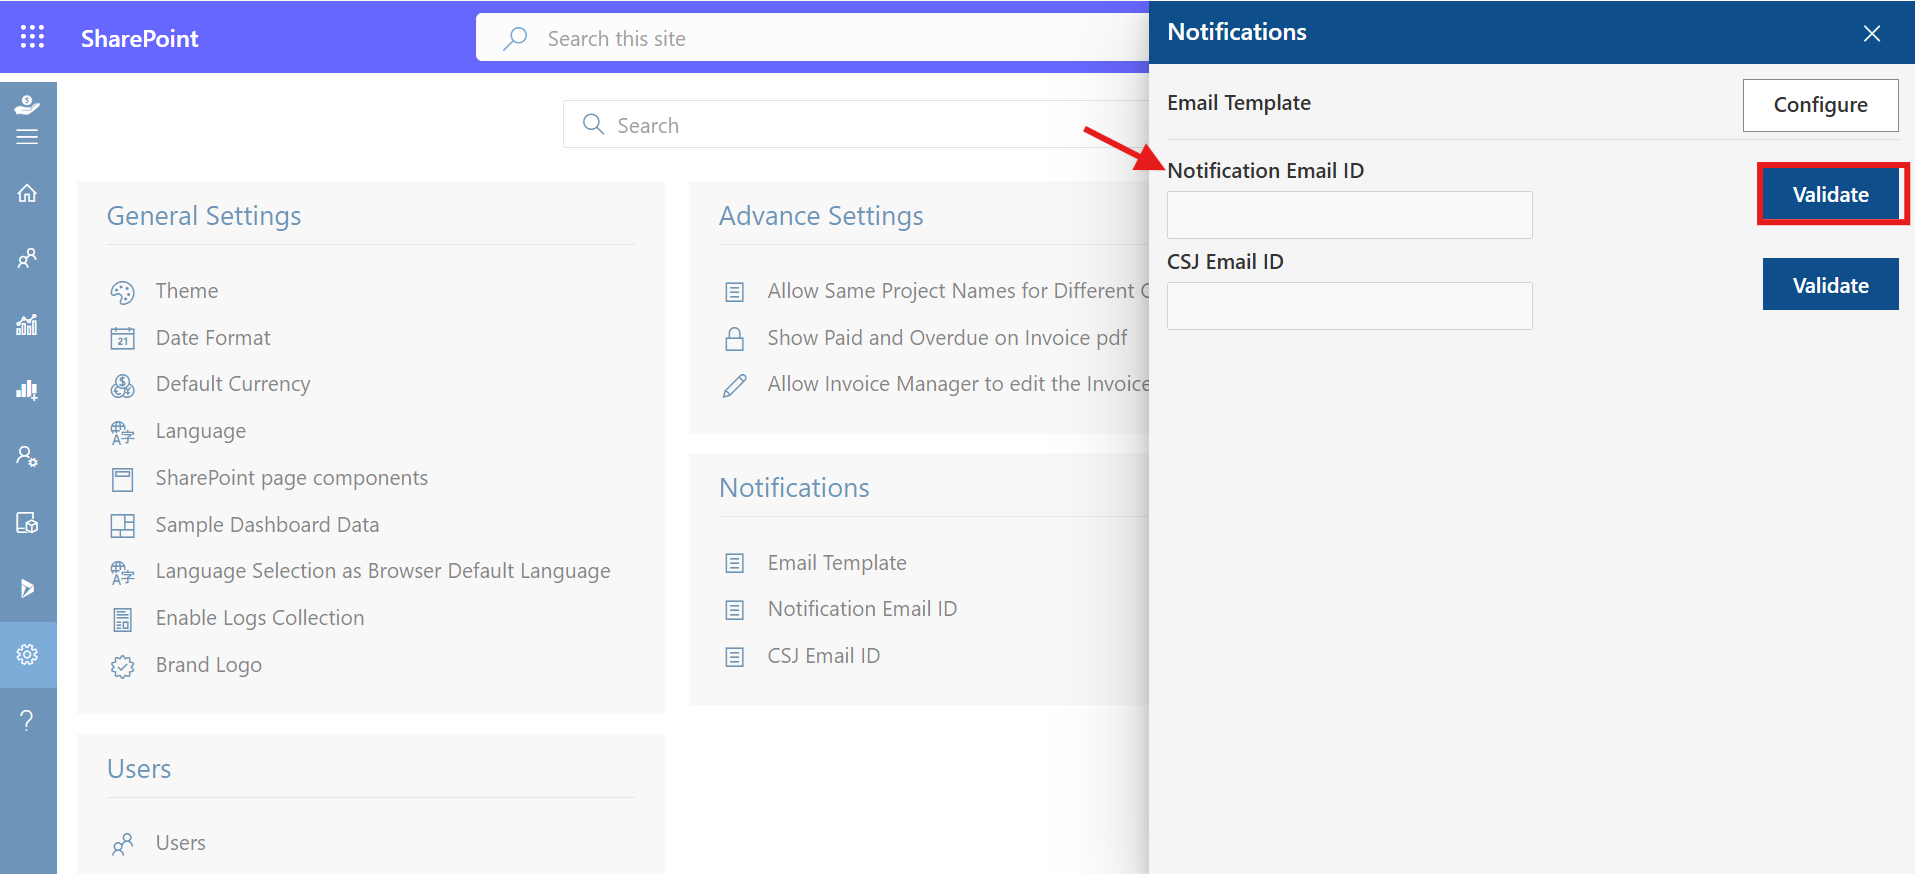 SharePoint
Search this site
Search
General Settings
Theme
Date Format
Default Currency
Language
SharePoint page components
Sample Dashboard Data
Language Selection as Browser Default Language
Enable Logs Collection
Brand Logo
Users
Users
Advance Settings
Allow Same Project Names for Different
Show Paid and Overdue on Invoice pdf
Allow Invoice Manager to edit the Invoice
Notifications
Email Template
Notification Email ID
CSJ Email ID
Notifications
Email Template
Configure
Notification Email ID
Validate
CSJ Email ID
Validate